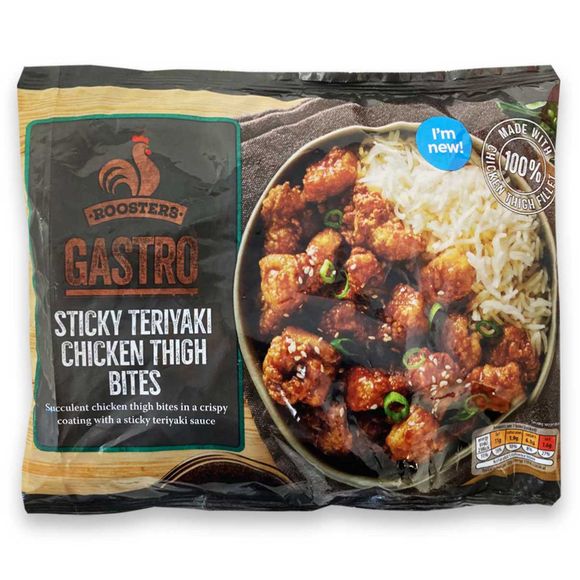 I'm
new!
MADE WITH
100%
CHICKEN THIGH FILLET
ROOSTERS
GASTRO
STICKY TERIYAKI
CHICKEN THIGH
BITES
Succulent chicken thigh bites in a crispy
coating with a sticky teriyaki sauce